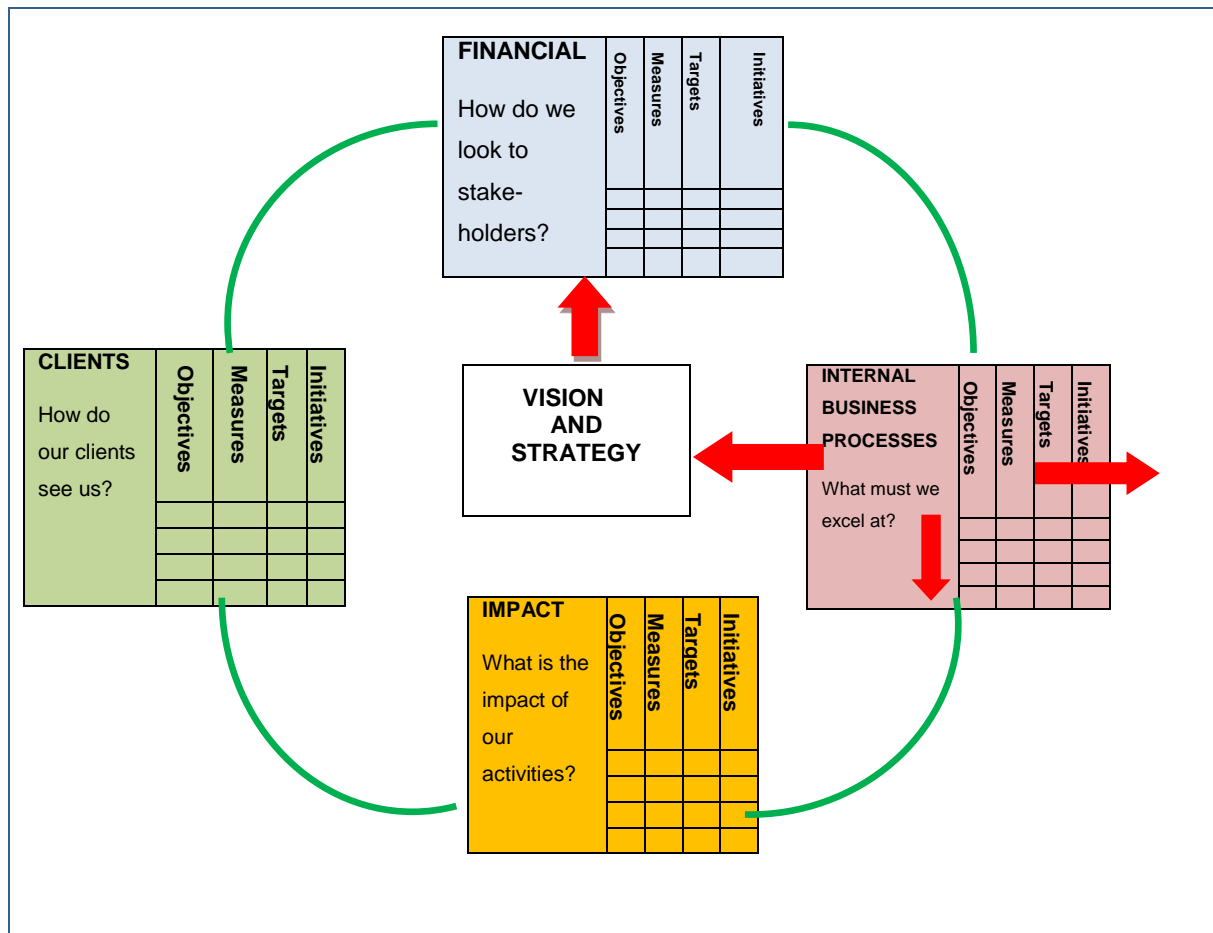 FINANCIAL
How do we
look to
stake-
holders?
Objectives
Measures
Targets
Initiatives
CLIENTS
How do
our clients
see us?
Objectives
Measures
Targets
Initiatives
VISION
AND
STRATEGY
INTERNAL
BUSINESS
PROCESSES
What must we
excel at?
Objectives
Measures
Targets
Initiatives
IMPACT
What is the
impact of
our
activities?
Objectives
Measures
Targets
Initiatives